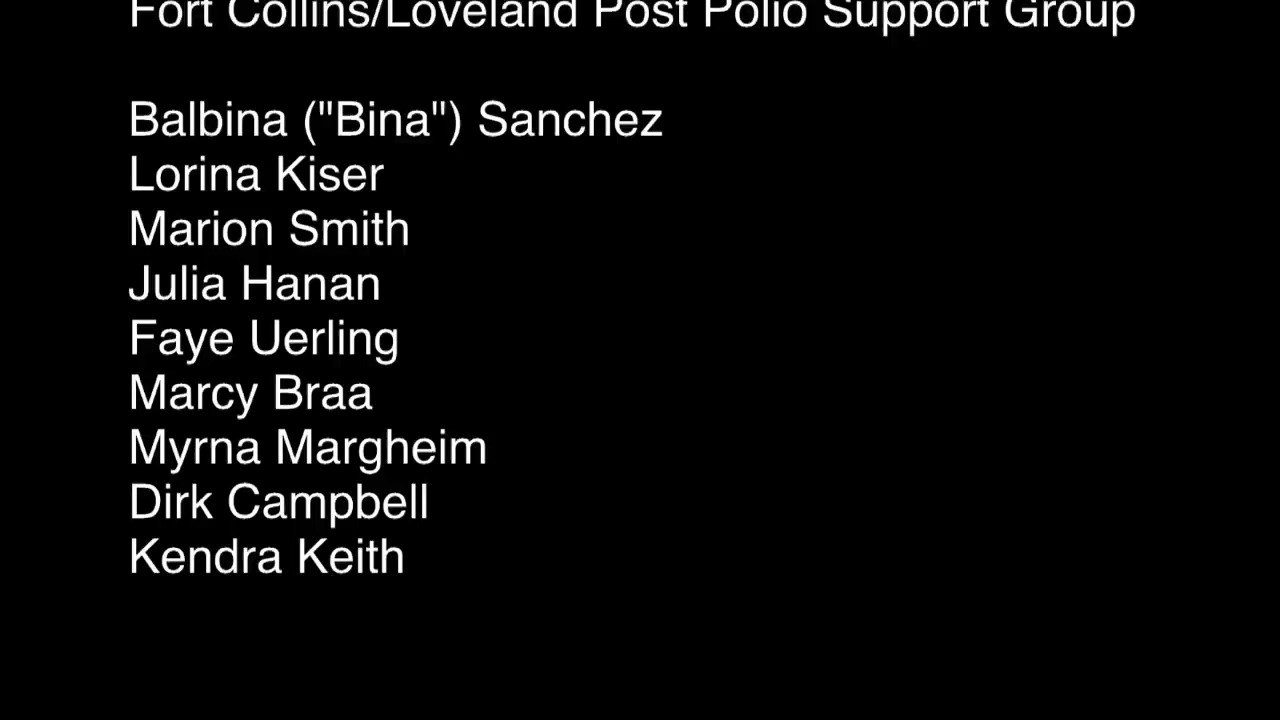 Fort Collins/Loveland Post Polio Support Group
Balbina ("Bina") Sanchez
Lorina Kiser
Marion Smith
Julia Hanan
Faye Uerling
Marcy Braa
Myrna Margheim
Dirk Campbell
Kendra Keith